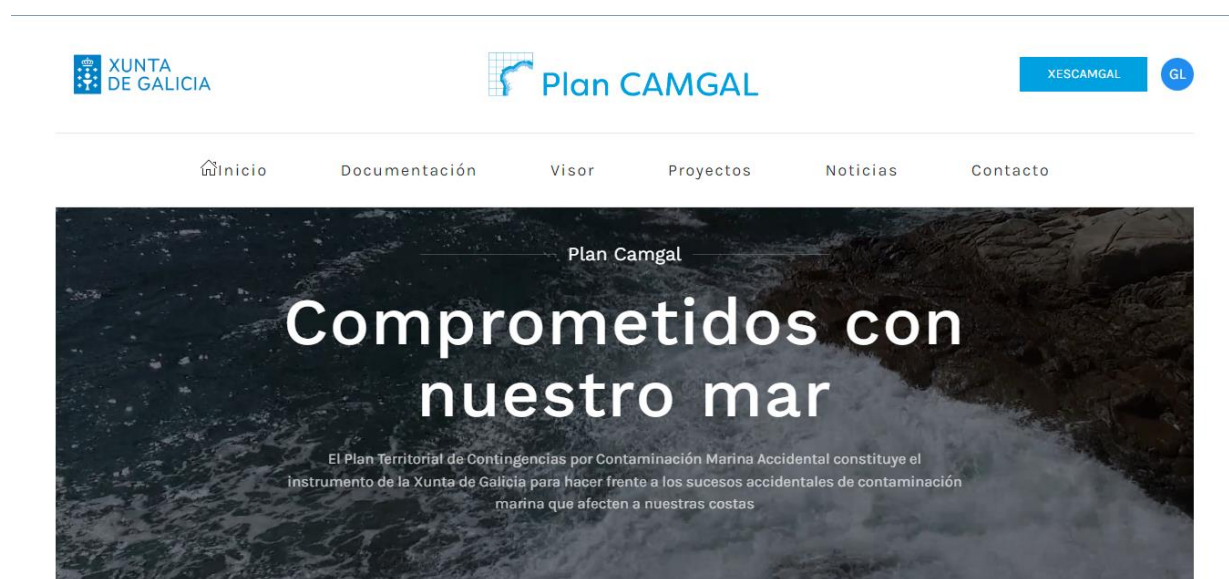 XUNTA
DE GALICIA
Plan CAMGAL
XESCAMGAL
GL
Inicio
Documentación
Visor
Proyectos
Noticias
Contacto
Plan Camgal
Comprometidos con
nuestro mar
El Plan Territorial de Contingencias por Contaminación Marina Accidental constituye el
instrumento de la Xunta de Galicia para hacer frente a los sucesos accidentales de contaminación
marina que afecten a nuestras costas